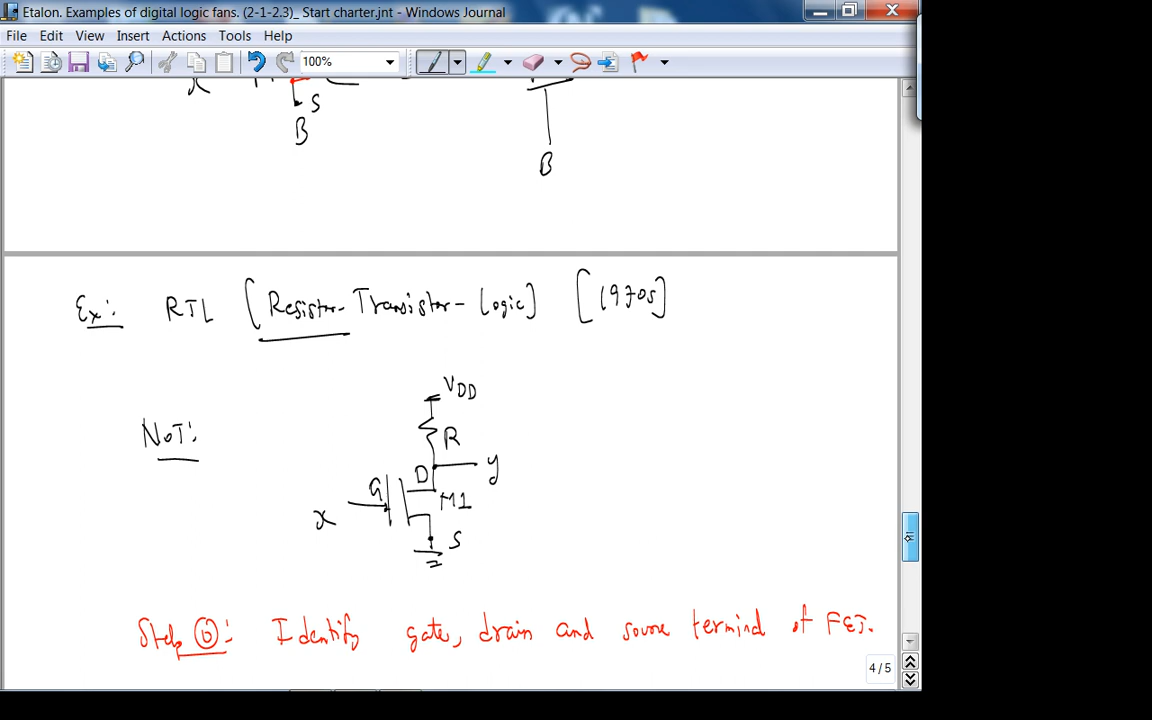 Etalon. Examples of digital logic fans. (2-1-2.3)_ Start charter.jnt - Windows Journal
File Edit View Insert Actions Tools Help
100%
x S
B
B
Ex: RTL [Resistor-Transistor-Logic] [1970s]
VDD
NOT: R
D y
G M1
x S
Step ⓪: Identify gate, drain and source terminal of FET.
4 / 5